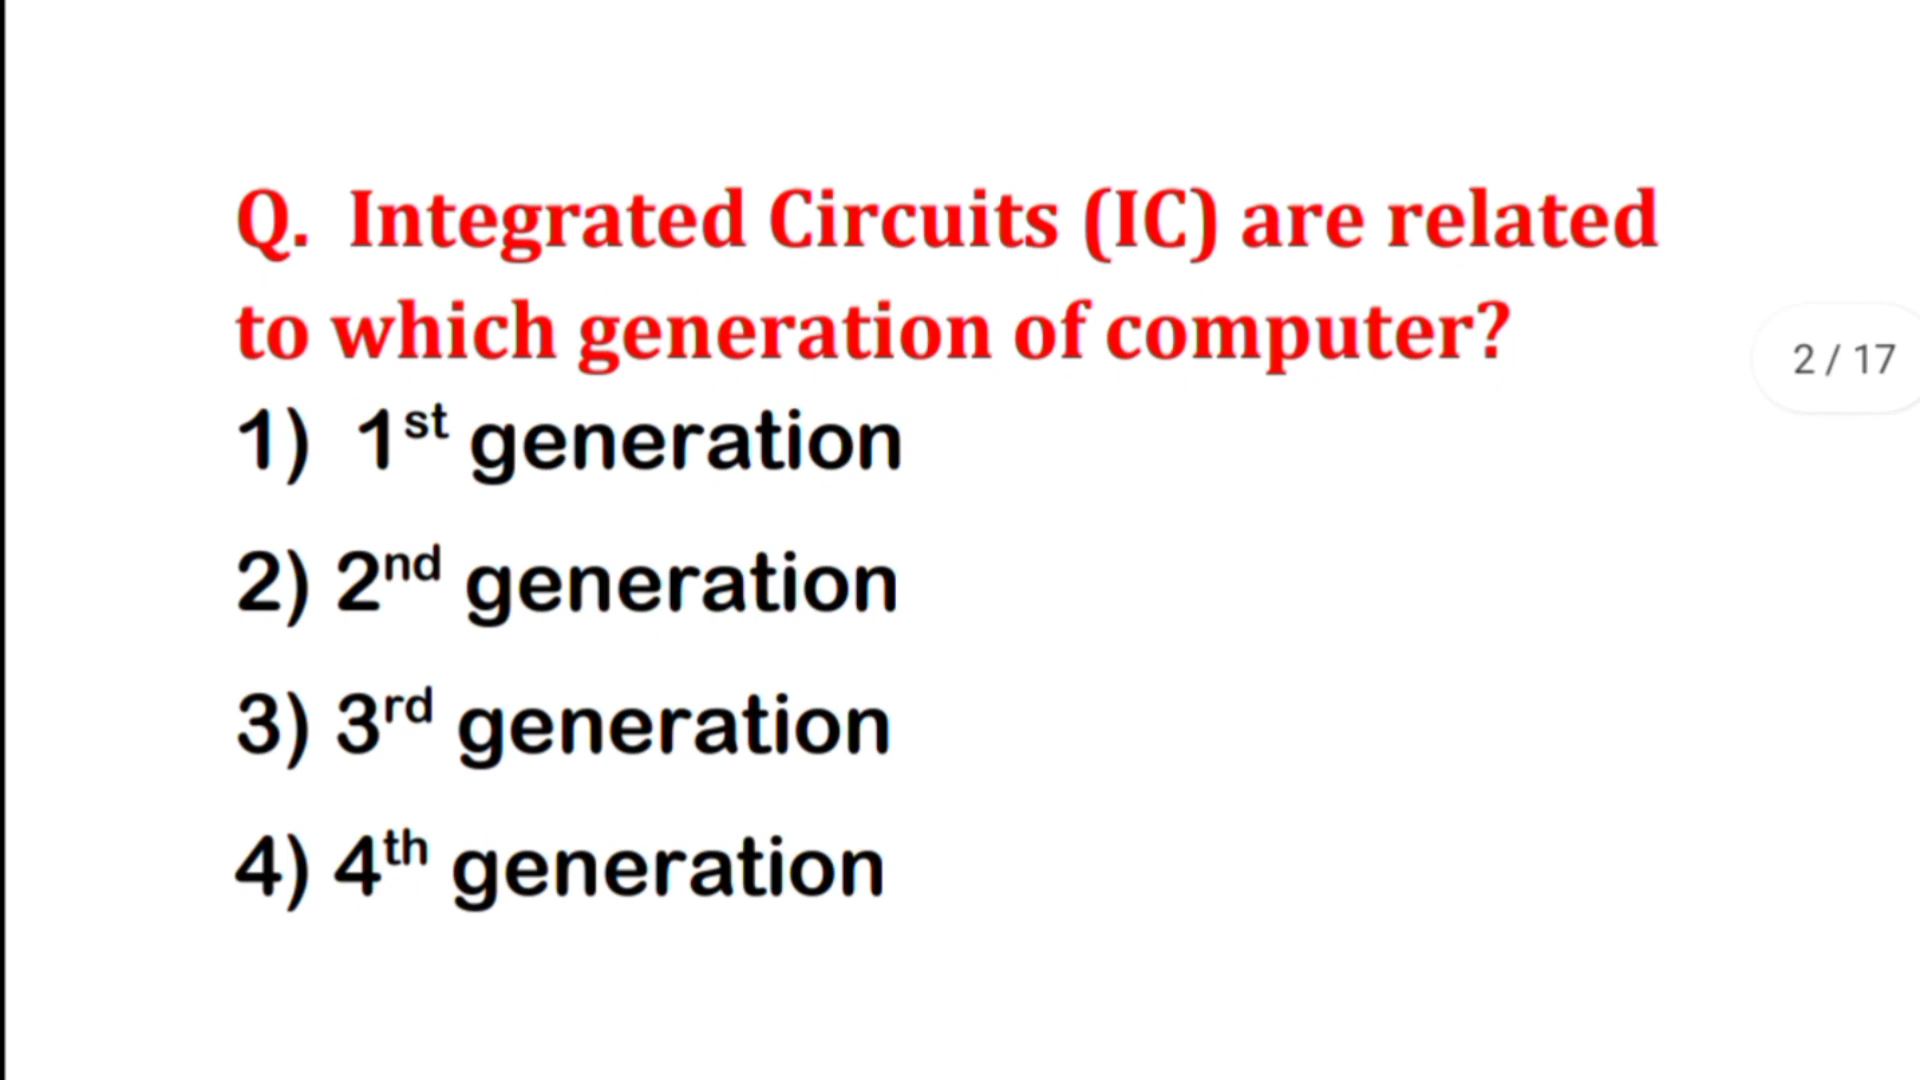 Q. Integrated Circuits (IC) are related
to which generation of computer?
2 / 17
1) 1st generation
2) 2nd generation
3) 3rd generation
4) 4th generation